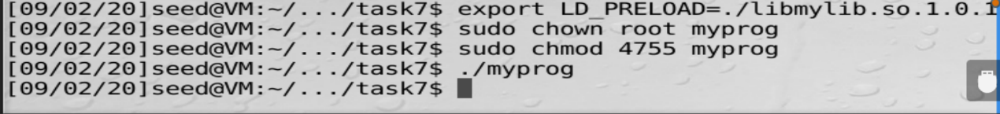 [09/02/20]seed@VM:~/.../task7$ export LD_PRELOAD=./libmylib.so.1.0.1
[09/02/20]seed@VM:~/.../task7$ sudo chown root myprog
[09/02/20]seed@VM:~/.../task7$ sudo chmod 4755 myprog
[09/02/20]seed@VM:~/.../task7$ ./myprog
[09/02/20]seed@VM:~/.../task7$